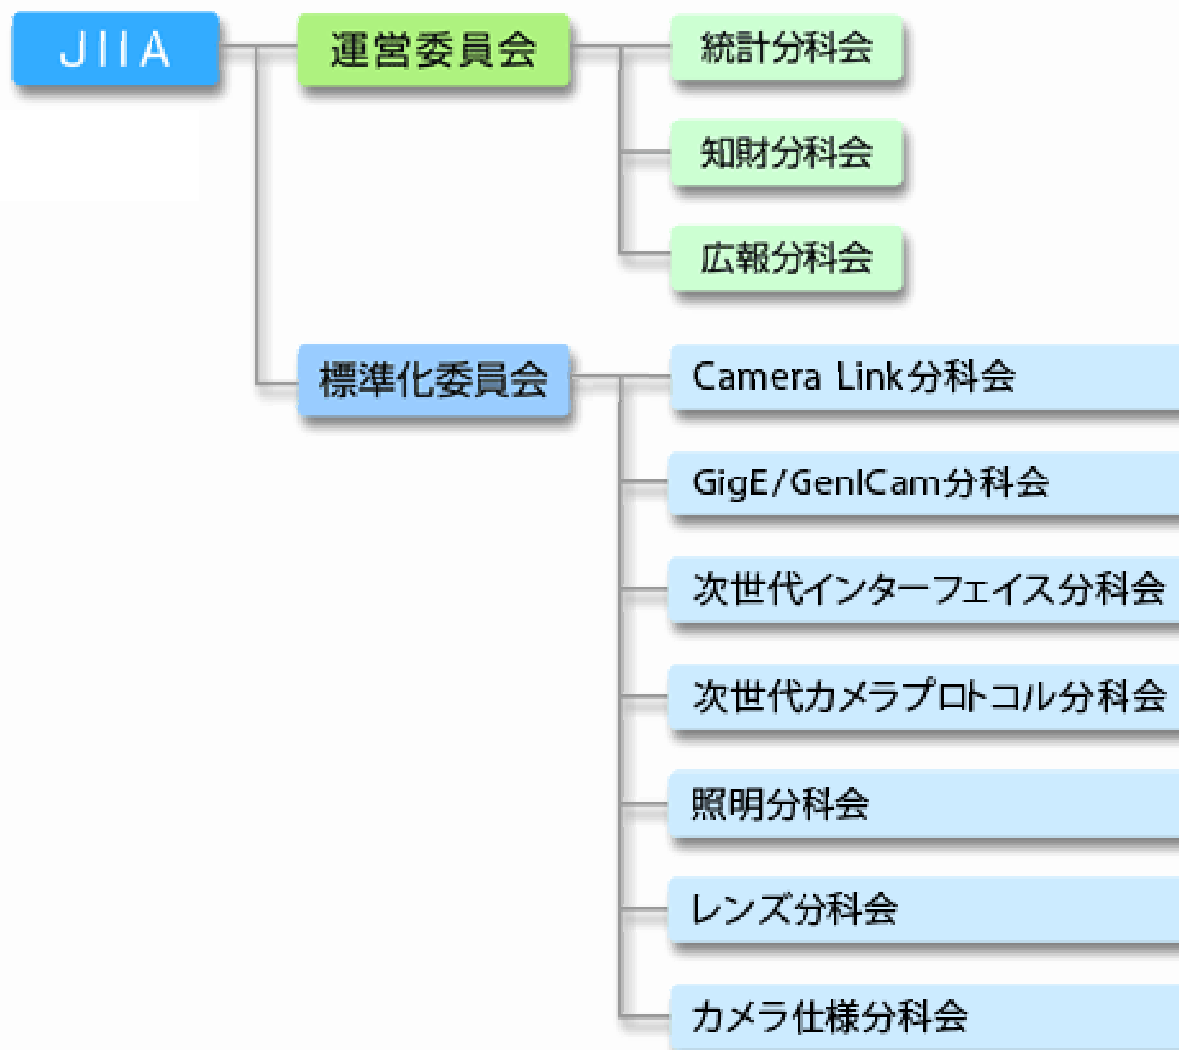 JIIA
運営委員会
統計分科会
知財分科会
広報分科会
標準化委員会
Camera Link分科会
GigE/GenICam分科会
次世代インターフェイス分科会
次世代カメラプロトコル分科会
照明分科会
レンズ分科会
カメラ仕様分科会